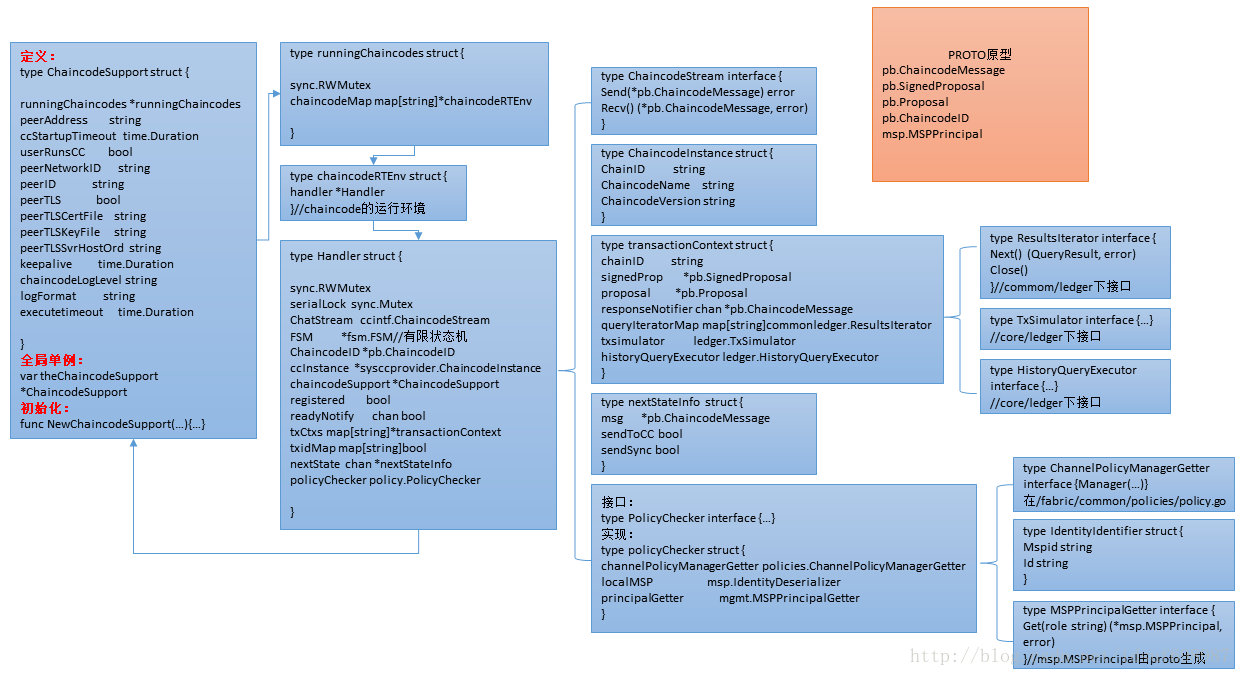 定义：
type ChaincodeSupport struct {
runningChaincodes *runningChaincodes
peerAddress string
ccStartupTimeout time.Duration
userRunsCC bool
peerNetworkID string
peerID string
peerTLS bool
peerTLSCertFile string
peerTLSKeyFile string
peerTLSSvrHostOrd string
keepalive time.Duration
chaincodeLogLevel string
logFormat string
executetimeout time.Duration
}
全局单例：
var theChaincodeSupport
*ChaincodeSupport
初始化：
func NewChaincodeSupport(...){...}
type runningChaincodes struct {
sync.RWMutex
chaincodeMap map[string]*chaincodeRTEnv
}
type chaincodeRTEnv struct {
handler *Handler
}//chaincode的运行环境
type Handler struct {
sync.RWMutex
serialLock sync.Mutex
ChatStream ccintf.ChaincodeStream
FSM *fsm.FSM//有限状态机
ChaincodeID *pb.ChaincodeID
ccInstance *sysccprovider.ChaincodeInstance
chaincodeSupport *ChaincodeSupport
registered bool
readyNotify chan bool
txCtxs map[string]*transactionContext
txidMap map[string]bool
nextState chan *nextStateInfo
policyChecker policy.PolicyChecker
}
type ChaincodeStream interface {
Send(*pb.ChaincodeMessage) error
Recv() (*pb.ChaincodeMessage, error)
}
type ChaincodeInstance struct {
ChainID string
ChaincodeName string
ChaincodeVersion string
}
type transactionContext struct {
chainID string
signedProp *pb.SignedProposal
proposal *pb.Proposal
responseNotifier chan *pb.ChaincodeMessage
queryIteratorMap map[string]commonledger.ResultsIterator
txsimulator ledger.TxSimulator
historyQueryExecutor ledger.HistoryQueryExecutor
}
type nextStateInfo struct {
msg *pb.ChaincodeMessage
sendToCC bool
sendSync bool
}
接口：
type PolicyChecker interface {...}
实现：
type policyChecker struct {
channelPolicyManagerGetter policies.ChannelPolicyManagerGetter
localMSP msp.IdentityDeserializer
principalGetter mgmt.MSPPrincipalGetter
}
PROTO原型
pb.ChaincodeMessage
pb.SignedProposal
pb.Proposal
pb.ChaincodeID
msp.MSPPrincipal
type ResultsIterator interface {
Next() (QueryResult, error)
Close()
}//commom/ledger下接口
type TxSimulator interface {...}
//core/ledger下接口
type HistoryQueryExecutor
interface {...}
//core/ledger下接口
type ChannelPolicyManagerGetter
interface {Manager(...)}
在/fabric/common/policies/policy.go
type IdentityIdentifier struct {
Mspid string
Id string
}
type MSPPrincipalGetter interface {
Get(role string) (*msp.MSPPrincipal,
error)
}//msp.MSPPrincipal由proto生成
http://blog